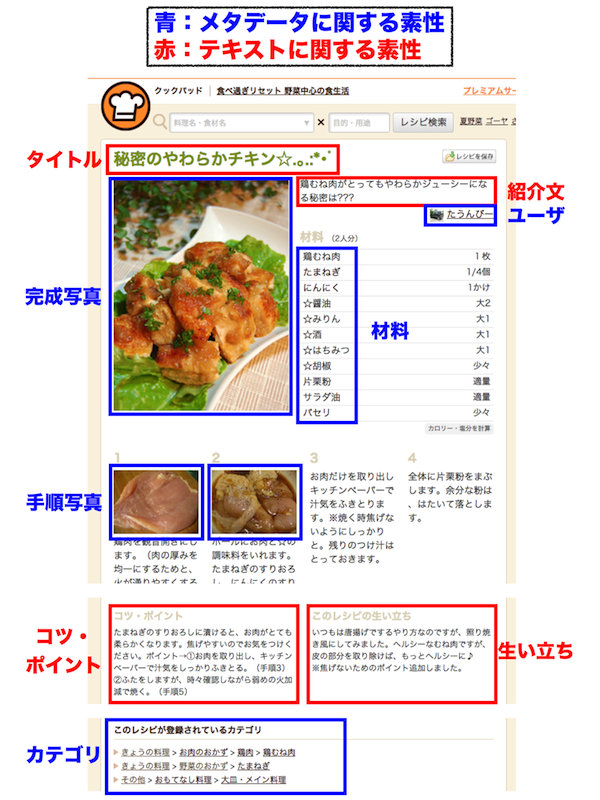 青：メタデータに関する素性
赤：テキストに関する素性
クックパッド 食べ過ぎリセット 野菜中心の食生活 プレミアムサー
料理名・食材名 × 目的・用途 レシピ検索 夏野菜 ゴーヤ
タイトル 秘密のやわらかチキン☆.｡.:*・ﾟ レシピを保存
鶏むね肉がとってもやわらかジューシーにな
る秘密は???
紹介文
ユーザ
たうんぴー
材料 （2人分）
鶏むね肉 1枚
たまねぎ 1/4個
にんにく 1かけ
☆醤油 大2
☆みりん 大1
☆酒 大1
☆はちみつ 大1
☆胡椒 少々
片栗粉 適量
サラダ油 適量
パセリ 少々
完成写真
材料
カロリー・塩分を計算
手順写真
1
鶏肉を観音開きにし
ます。（肉の厚みを
均一にするためと、
火が通りやすくする
2
ボールにお肉と☆の
調味料をいれます。
たまねぎのすりおろ
し、にんにくのすり
3
お肉だけを取り出し
キッチンペーパーで
汁気をふきとりま
す。※焼く時焦げな
いようにしっかり
と。残りのつけ汁は
とっておきます。
4
全体に片栗粉をまぶ
します。余分な粉は
、はたいて落としま
す。
コツ・
ポイント
コツ・ポイント
たまねぎのすりおろしに漬けると、お肉がとても
柔らかくなります。焦げやすいのでお気をつけく
ださい。ポイント→①お肉を取り出し、キッチン
ペーパーで汁気をしっかりふきとる。（手順3）
②ふたをしますが、時々確認しながら弱めの火加
減で焼く。（手順5）
このレシピの生い立ち
いつもは唐揚げでするやり方なのですが、照り焼
き風にしてみました。ヘルシーなむね肉ですが、
皮の部分を取り除けば、もっとヘルシーに♪
※焦げないためのポイント追加しました。
生い立ち
カテゴリ
このレシピが登録されているカテゴリ
きょうの料理 > お肉のおかず > 鶏肉 > 鶏むね肉
きょうの料理 > 野菜のおかず > たまねぎ
その他 > おもてなし料理 > 大皿・メイン料理